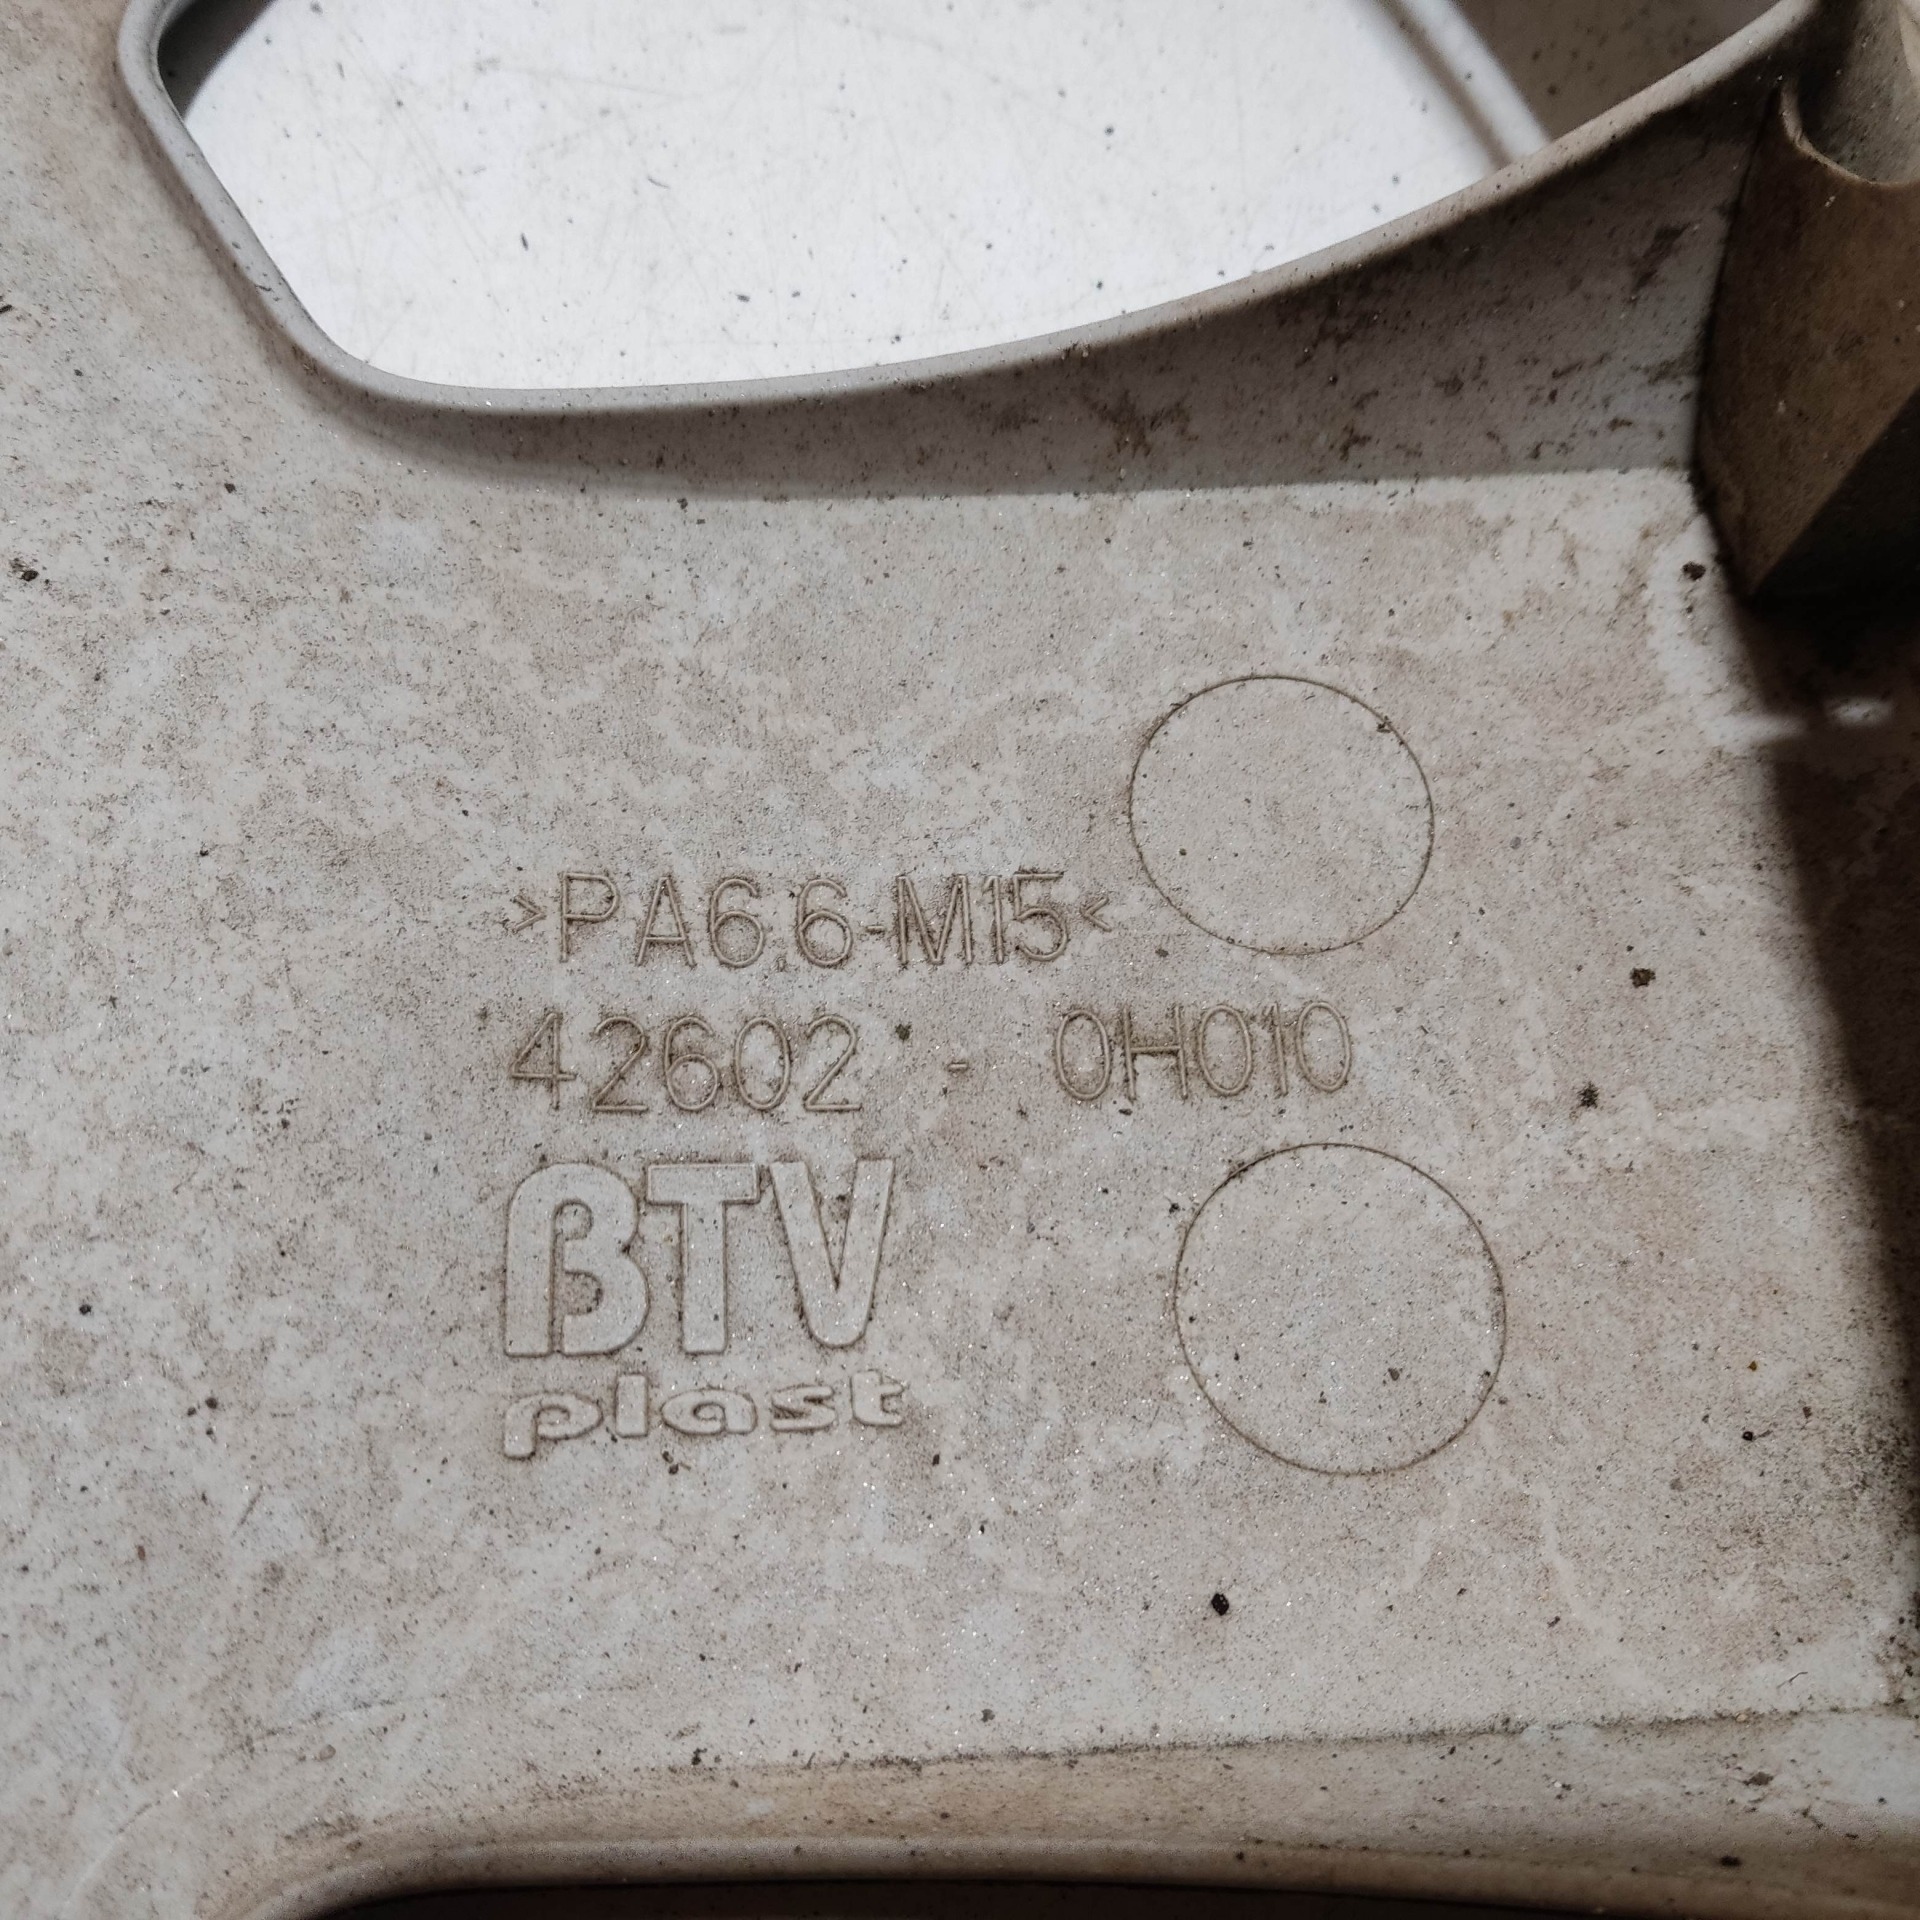 >PA6.6-M15<
42602 - 0H010
BTV
plast